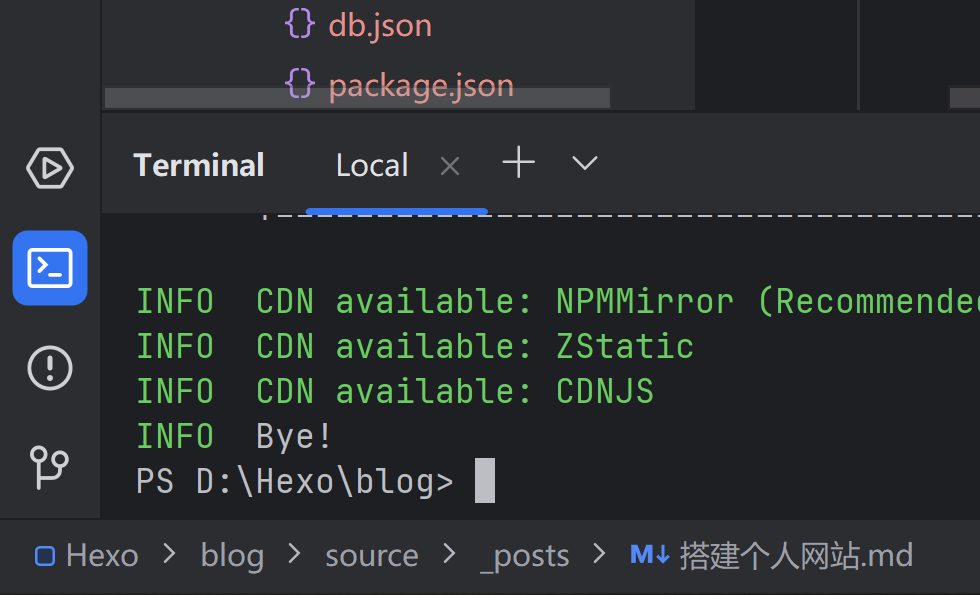 {} db.json
{} package.json
Terminal Local
INFO CDN available: NPMMirror (Recommended
INFO CDN available: ZStatic
INFO CDN available: CDNJS
INFO Bye!
PS D:\Hexo\blog>
Hexo > blog > source > _posts > M↓ 搭建个人网站.md